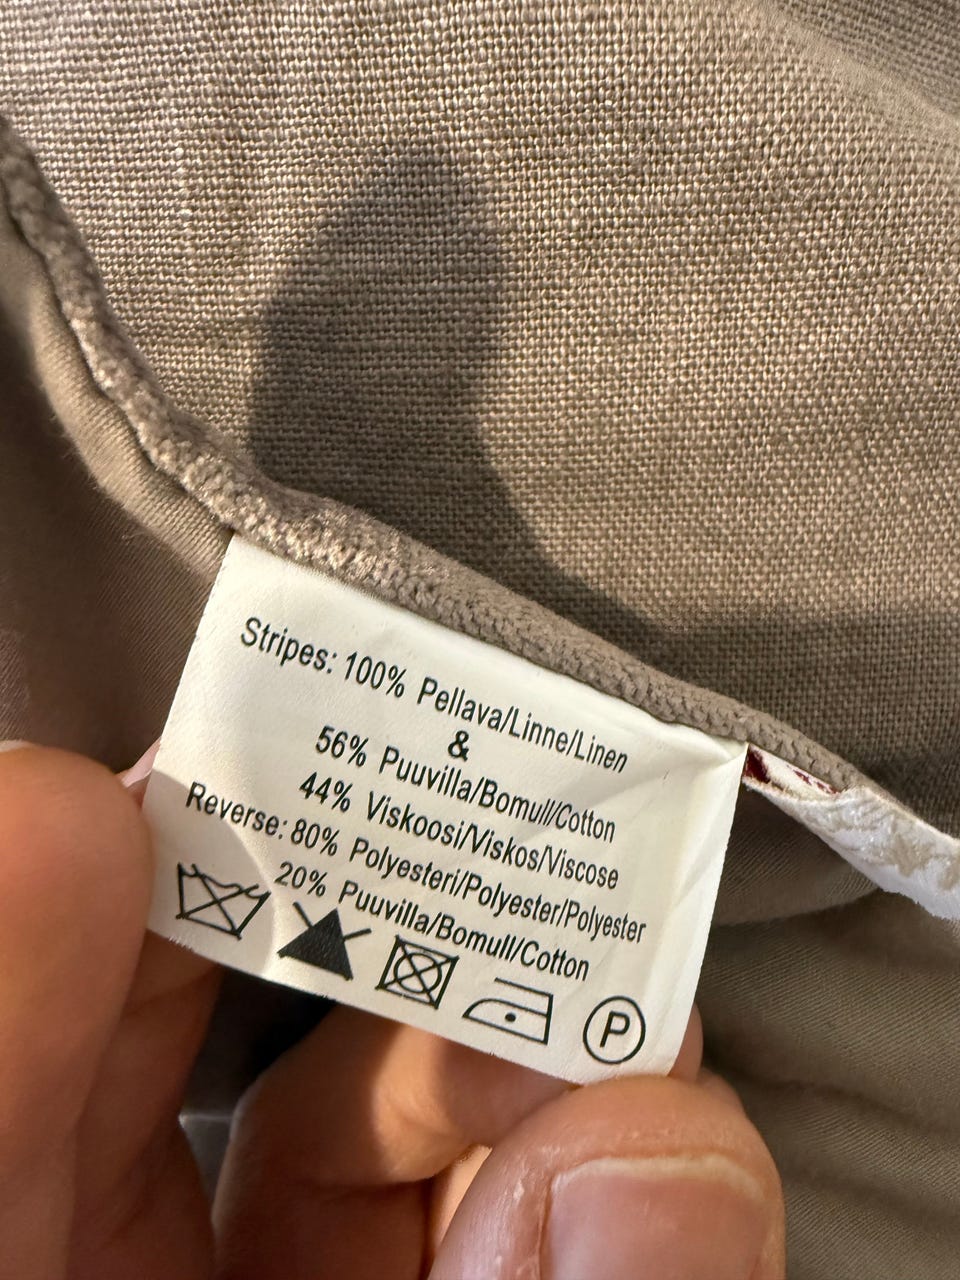 Stripes: 100% Pellava/Linne/Linen
&
56% Puuvilla/Bomull/Cotton
44% Viskoosi/Viskos/Viscose
Reverse: 80% Polyesteri/Polyester/Polyester
20% Puuvilla/Bomull/Cotton
P